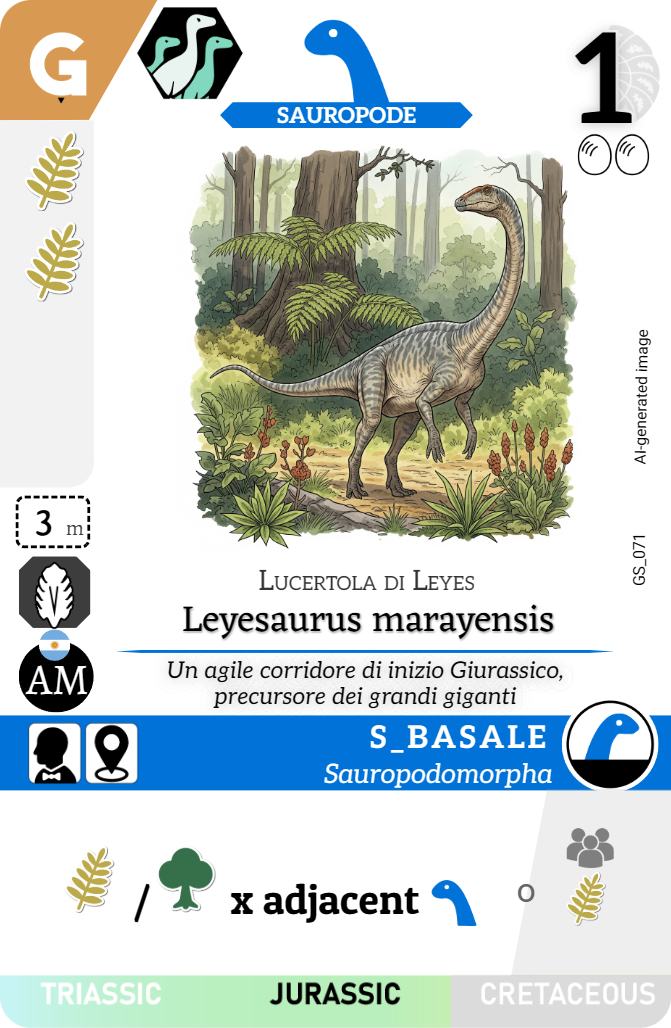 G
SAUROPODE
1
AI-generated image
GS_071
3 m
AM
Lucertola di Leyes
Leyesaurus marayensis
Un agile corridore di inizio Giurassico,
precursore dei grandi giganti
S_BASALE
Sauropodomorpha
/ x adjacent o
TRIASSIC JURASSIC CRETACEOUS